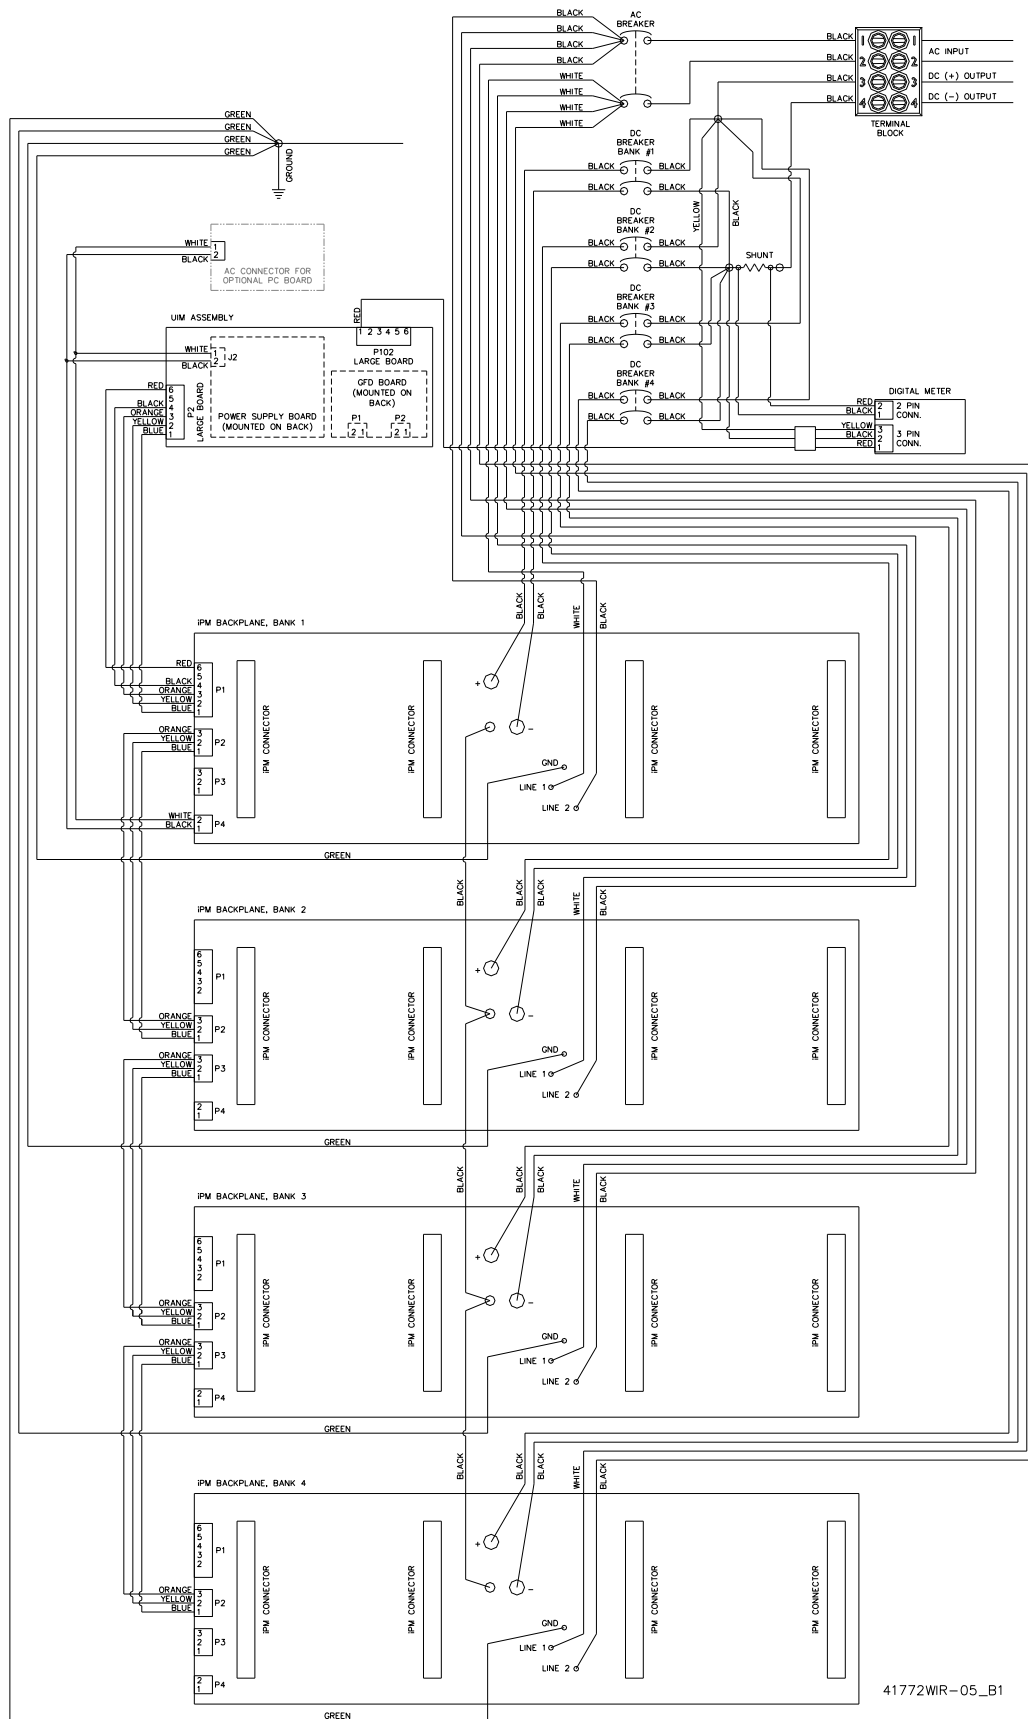 BLACK
BLACK
BLACK
BLACK
AC
BREAKER
BLACK
BLACK
BLACK
BLACK
1 1
2 2
3 3
4 4
AC INPUT
DC (+) OUTPUT
DC (-) OUTPUT
TERMINAL
BLOCK
WHITE
WHITE
WHITE
WHITE
GREEN
GREEN
GREEN
GREEN
GROUND
DC
BREAKER
BANK #1
BLACK BLACK
BLACK BLACK
DC
BREAKER
BANK #2
BLACK BLACK
BLACK BLACK
DC
BREAKER
BANK #3
BLACK BLACK
BLACK BLACK
DC
BREAKER
BANK #4
BLACK BLACK
BLACK BLACK
YELLOW
BLACK
SHUNT
WHITE 1
BLACK 2
AC CONNECTOR FOR
OPTIONAL PC BOARD
UIM ASSEMBLY
RED
1 2 3 4 5 6
P102
LARGE BOARD
WHITE 1
BLACK 2
J2
POWER SUPPLY BOARD
(MOUNTED ON BACK)
GFD BOARD
(MOUNTED ON
BACK)
P1 P2
2 1 2 1
RED 6
5
BLACK 4
ORANGE 3
YELLOW 2
BLUE 1
P2
LARGE BOARD
DIGITAL METER
RED 2
BLACK 1
2 PIN
CONN.
YELLOW 3
BLACK 2
RED 1
3 PIN
CONN.
BLACK
BLACK
WHITE
BLACK
iPM BACKPLANE, BANK 1
RED 6
5
BLACK 4
ORANGE 3
YELLOW 2
BLUE 1
P1
ORANGE 3
YELLOW 2
BLUE 1
P2
3
2
1
P3
WHITE 2
BLACK 1
P4
iPM CONNECTOR
iPM CONNECTOR
+
-
GND
LINE 1
LINE 2
iPM CONNECTOR
iPM CONNECTOR
GREEN
BLACK
BLACK
BLACK
WHITE
BLACK
iPM BACKPLANE, BANK 2
6
5
4
3
2
P1
ORANGE 3
YELLOW 2
BLUE 1
P2
ORANGE 3
YELLOW 2
BLUE 1
P3
2
1
P4
iPM CONNECTOR
iPM CONNECTOR
+
-
GND
LINE 1
LINE 2
iPM CONNECTOR
iPM CONNECTOR
GREEN
BLACK
BLACK
BLACK
WHITE
BLACK
iPM BACKPLANE, BANK 3
6
5
4
3
2
P1
ORANGE 3
YELLOW 2
BLUE 1
P2
ORANGE 3
YELLOW 2
BLUE 1
P3
2
1
P4
iPM CONNECTOR
iPM CONNECTOR
+
-
GND
LINE 1
LINE 2
iPM CONNECTOR
iPM CONNECTOR
GREEN
BLACK
BLACK
BLACK
WHITE
BLACK
iPM BACKPLANE, BANK 4
6
5
4
3
2
P1
ORANGE 3
YELLOW 2
BLUE 1
P2
3
2
1
P3
2
1
P4
iPM CONNECTOR
iPM CONNECTOR
+
-
GND
LINE 1
LINE 2
iPM CONNECTOR
iPM CONNECTOR
GREEN
41772WIR-05_B1